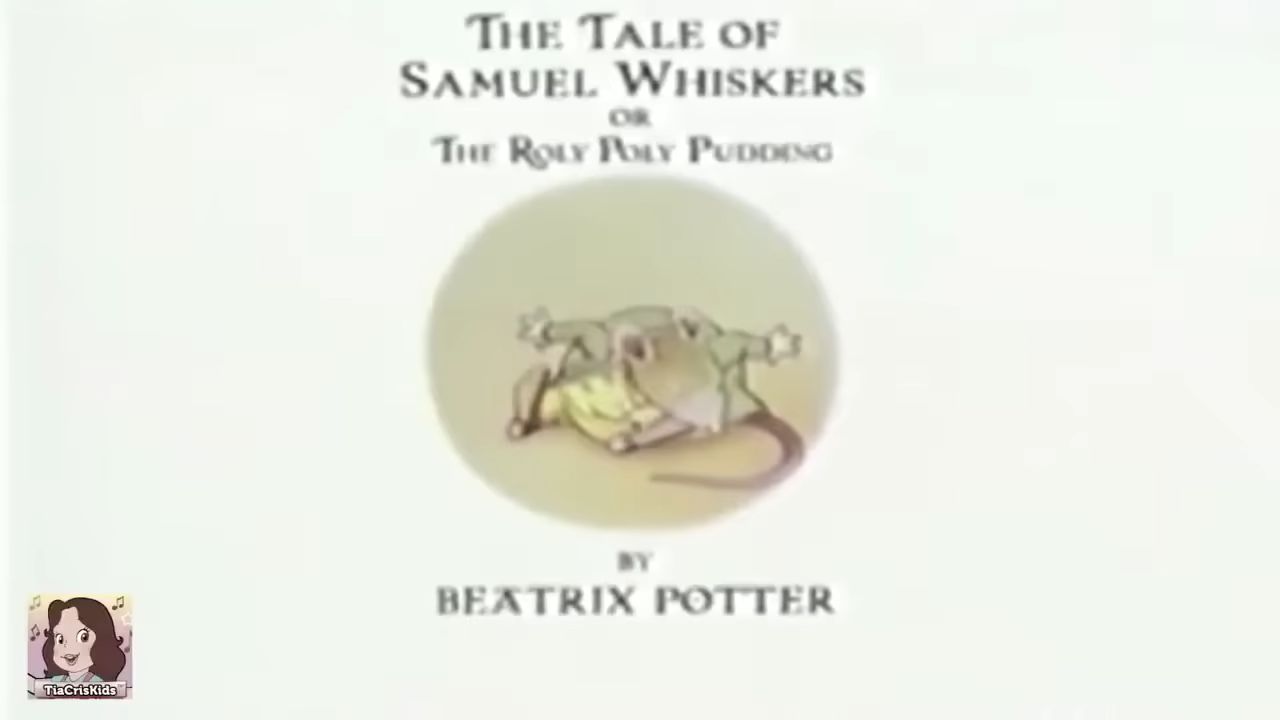 THE TALE OF
SAMUEL WHISKERS
OR
THE ROLY POLY PUDDING
BY
BEATRIX POTTER
TiaCrisKids